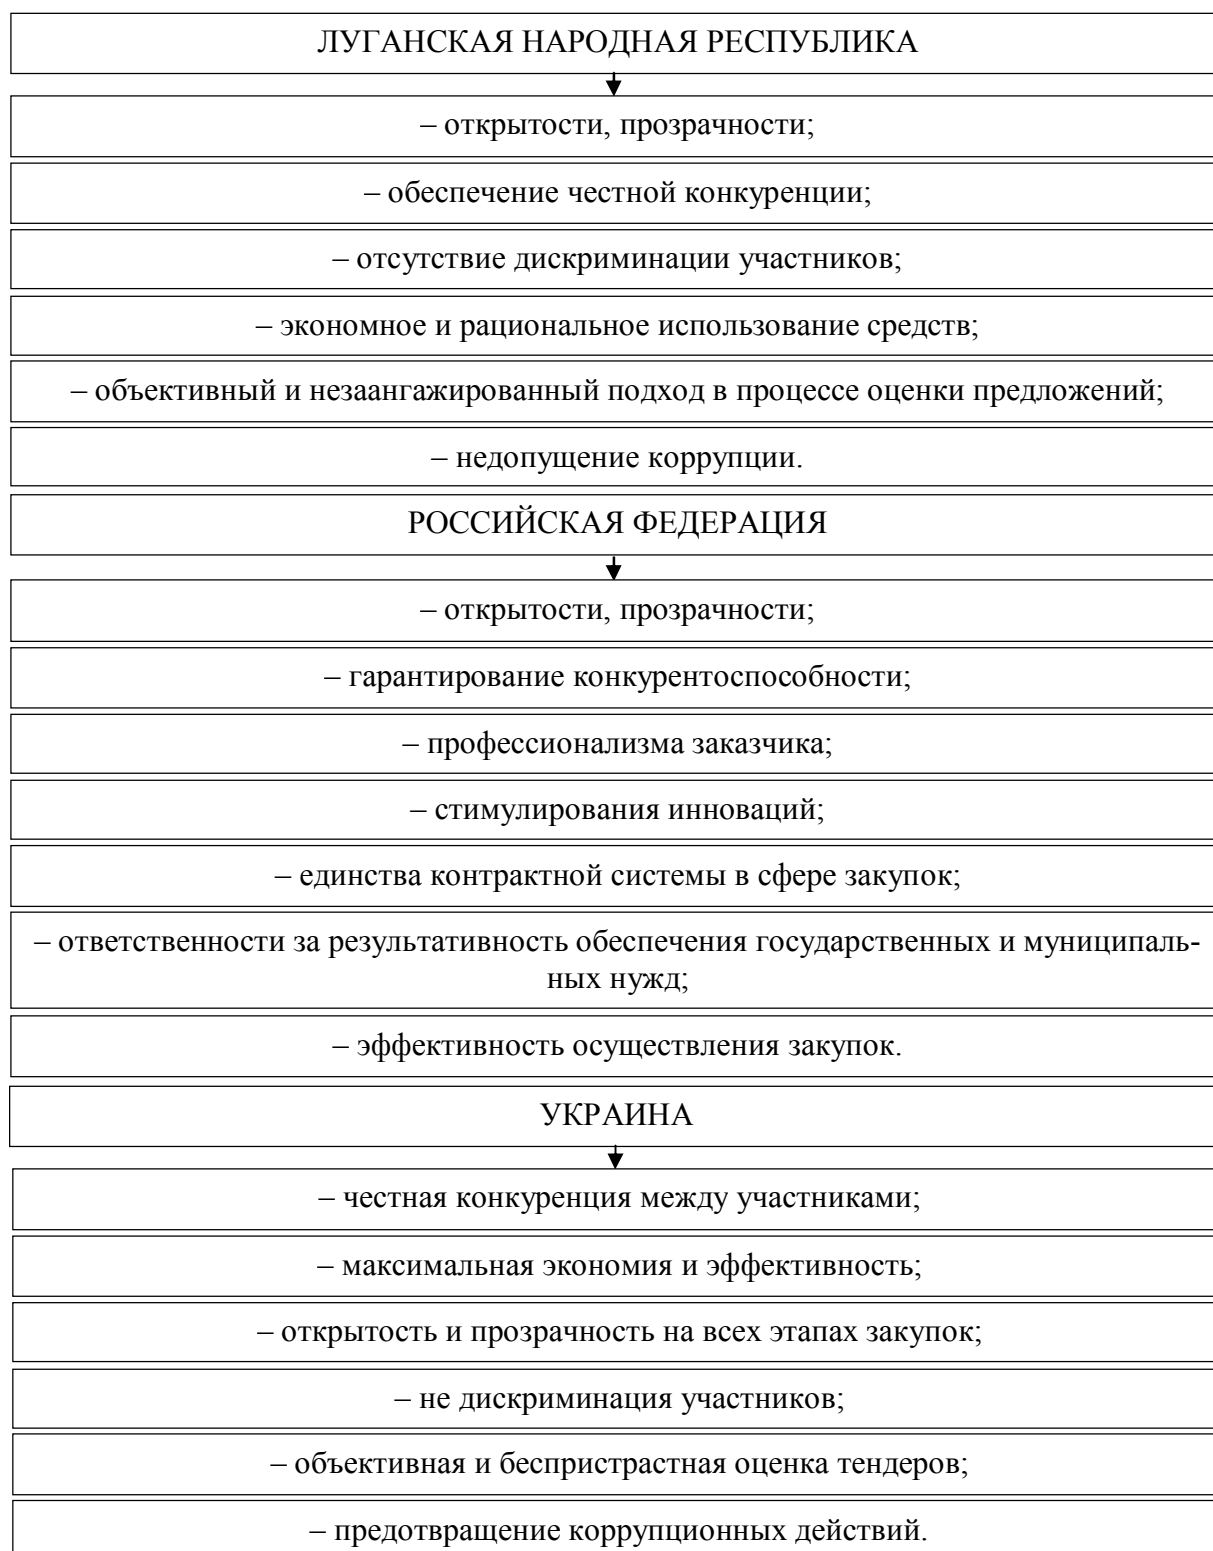 ЛУГАНСКАЯ НАРОДНАЯ РЕСПУБЛИКА
– открытости, прозрачности;
– обеспечение честной конкуренции;
– отсутствие дискриминации участников;
– экономное и рациональное использование средств;
– объективный и незаангажированный подход в процессе оценки предложений;
– недопущение коррупции.
РОССИЙСКАЯ ФЕДЕРАЦИЯ
– открытости, прозрачности;
– гарантирование конкурентоспособности;
– профессионализма заказчика;
– стимулирования инноваций;
– единства контрактной системы в сфере закупок;
– ответственности за результативность обеспечения государственных и муниципаль-
ных нужд;
– эффективность осуществления закупок.
УКРАИНА
– честная конкуренция между участниками;
– максимальная экономия и эффективность;
– открытость и прозрачность на всех этапах закупок;
– не дискриминация участников;
– объективная и беспристрастная оценка тендеров;
– предотвращение коррупционных действий.